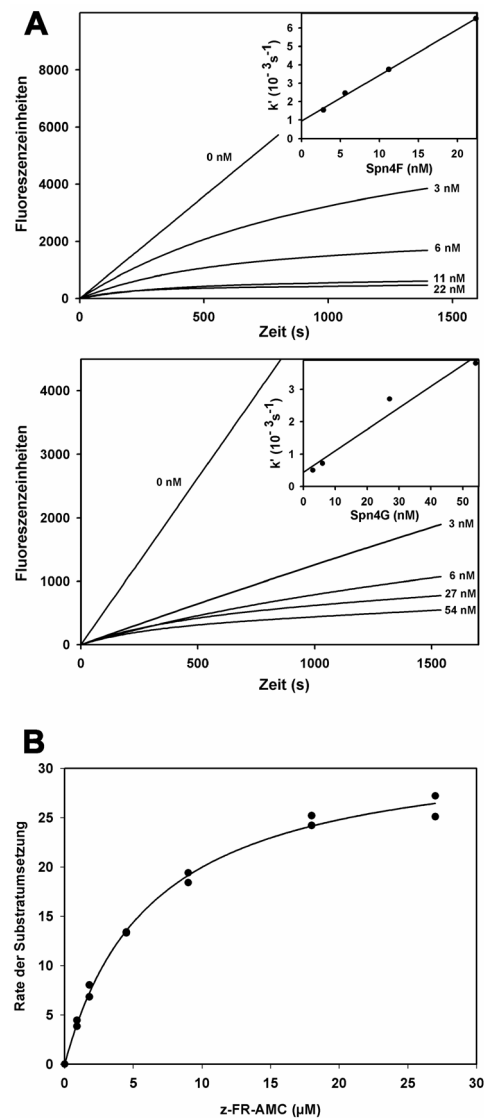 A
Fluoreszenzeinheiten
8000
6000
4000
2000
0
0 nM
3 nM
6 nM
11 nM
22 nM
0
500
1000
1500
Zeit (s)
k' (10⁻³s⁻¹)
6
5
4
3
2
1
0
0
5
10
15
20
Spn4F (nM)
Fluoreszenzeinheiten
4000
3000
2000
1000
0
0 nM
3 nM
6 nM
27 nM
54 nM
0
500
1000
1500
Zeit (s)
k' (10⁻³s⁻¹)
3
2
1
0
0
10
20
30
40
50
Spn4G (nM)
B
Rate der Substratumsetzung
30
25
20
15
10
5
0
0
5
10
15
20
25
30
z-FR-AMC (µM)